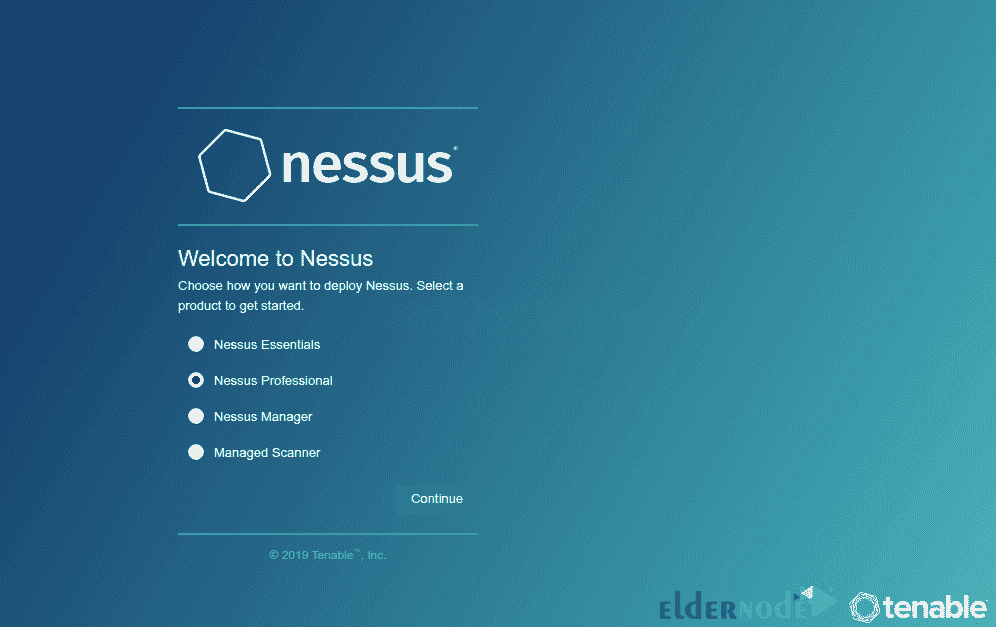 nessus®
Welcome to Nessus
Choose how you want to deploy Nessus. Select a
product to get started.
Nessus Essentials
Nessus Professional
Nessus Manager
Managed Scanner
Continue
© 2019 Tenable™, Inc.
ELDERNODE
tenable